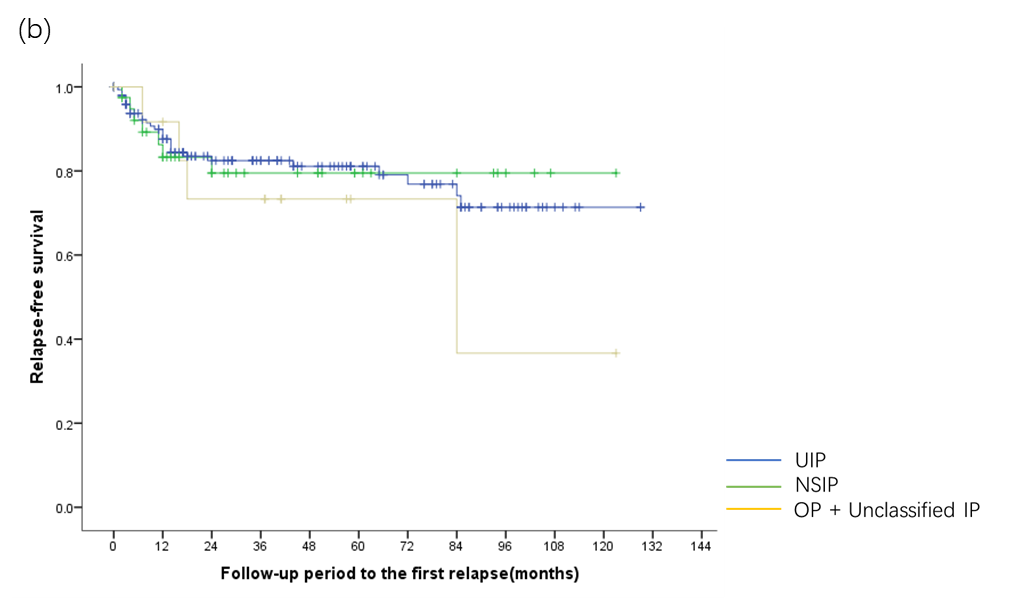 (b)
1.0
0.8
0.6
0.4
0.2
0.0
Relapse-free survival
0 12 24 36 48 60 72 84 96 108 120 132 144
Follow-up period to the first relapse(months)
UIP
NSIP
OP + Unclassified IP